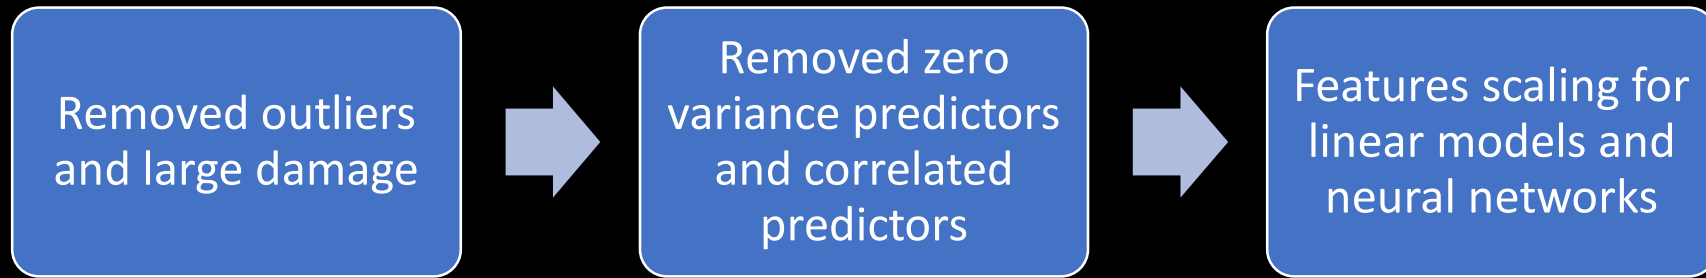 Removed outliers
and large damage
Removed zero
variance predictors
and correlated
predictors
Features scaling for
linear models and
neural networks